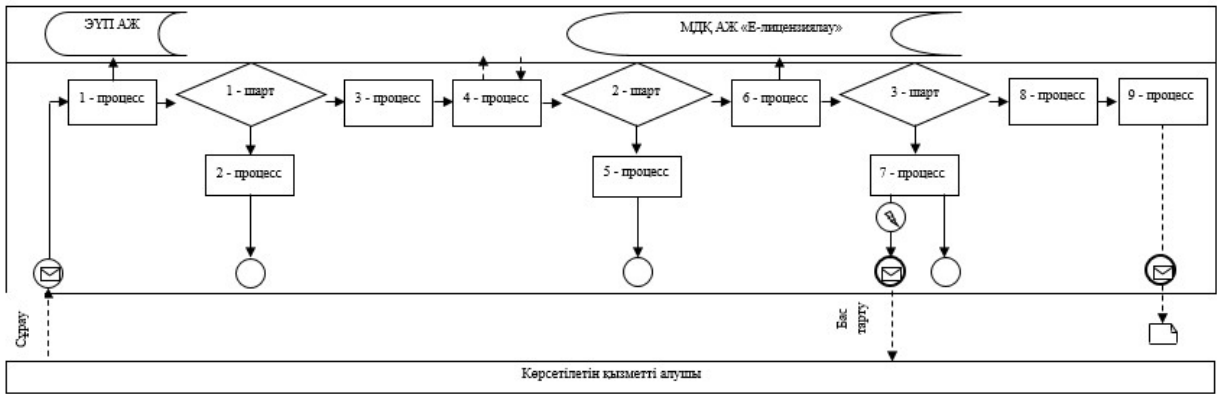 ЭҮП АЖ
МДҚ АЖ «Е-лицензиялау»
1 - процесс
1 - шарт
3 - процесс
4 - процесс
2 - шарт
6 - процесс
3 - шарт
8 - процесс
9 - процесс
2 - процесс
5 - процесс
7 - процесс
Сұрау
Бас
тарту
Көрсетілетін қызметті алушы